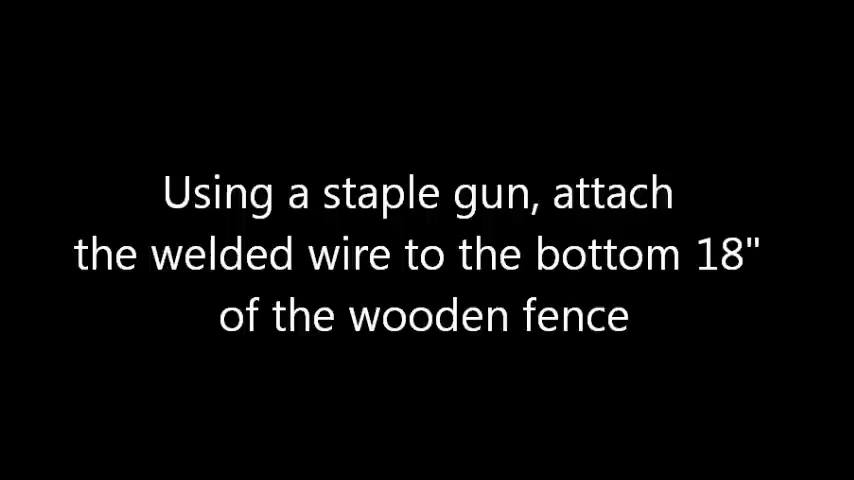 Using a staple gun, attach
the welded wire to the bottom 18"
of the wooden fence